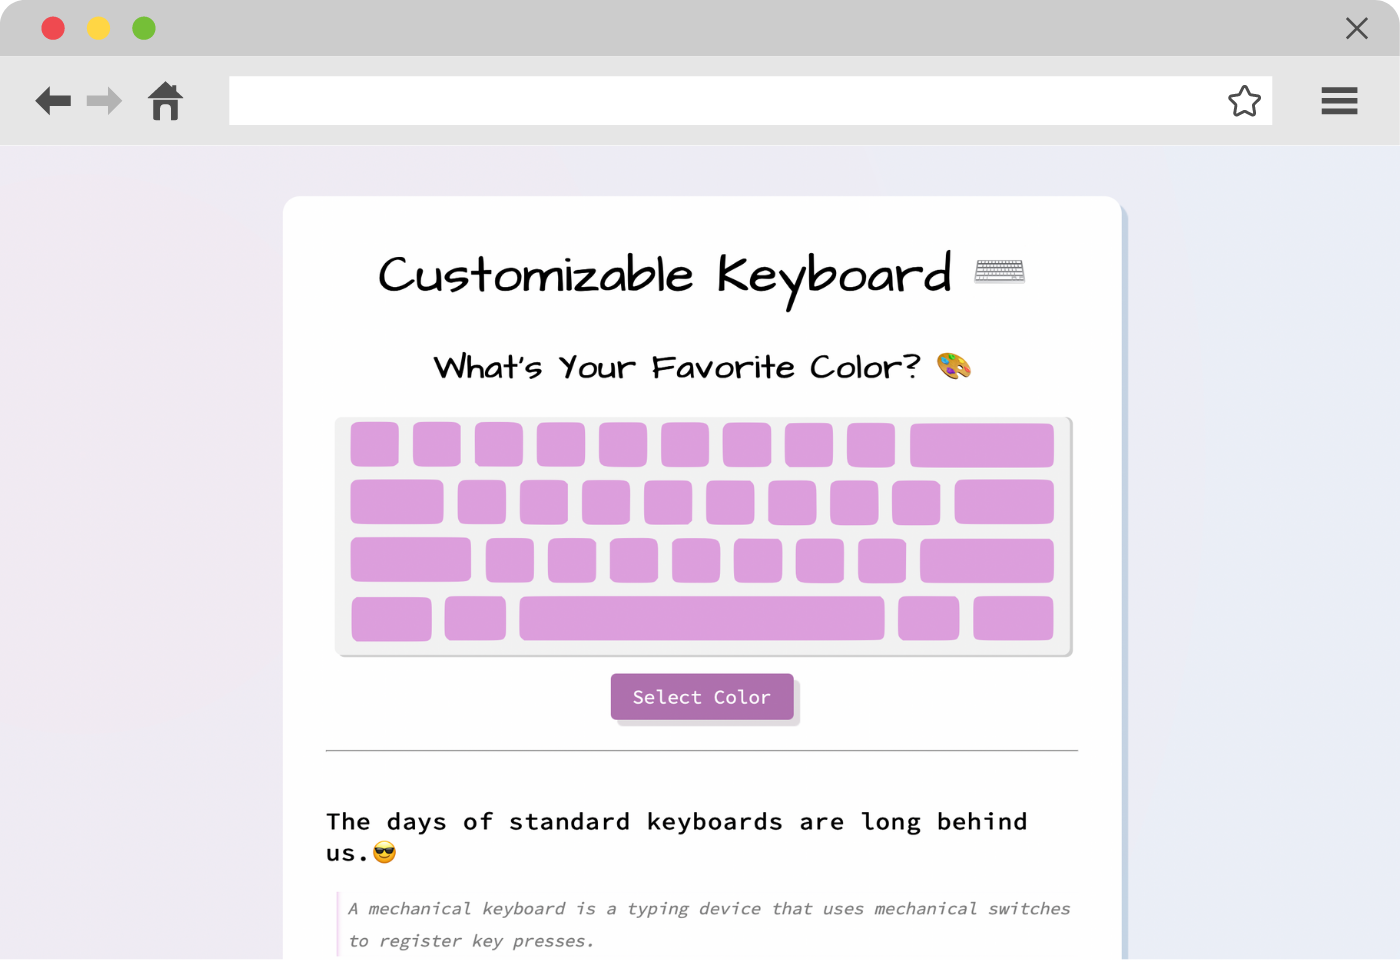 Customizable Keyboard ⌨️
What's Your Favorite Color? 🎨
Select Color
The days of standard keyboards are long behind
us.😎
A mechanical keyboard is a typing device that uses mechanical switches
to register key presses.